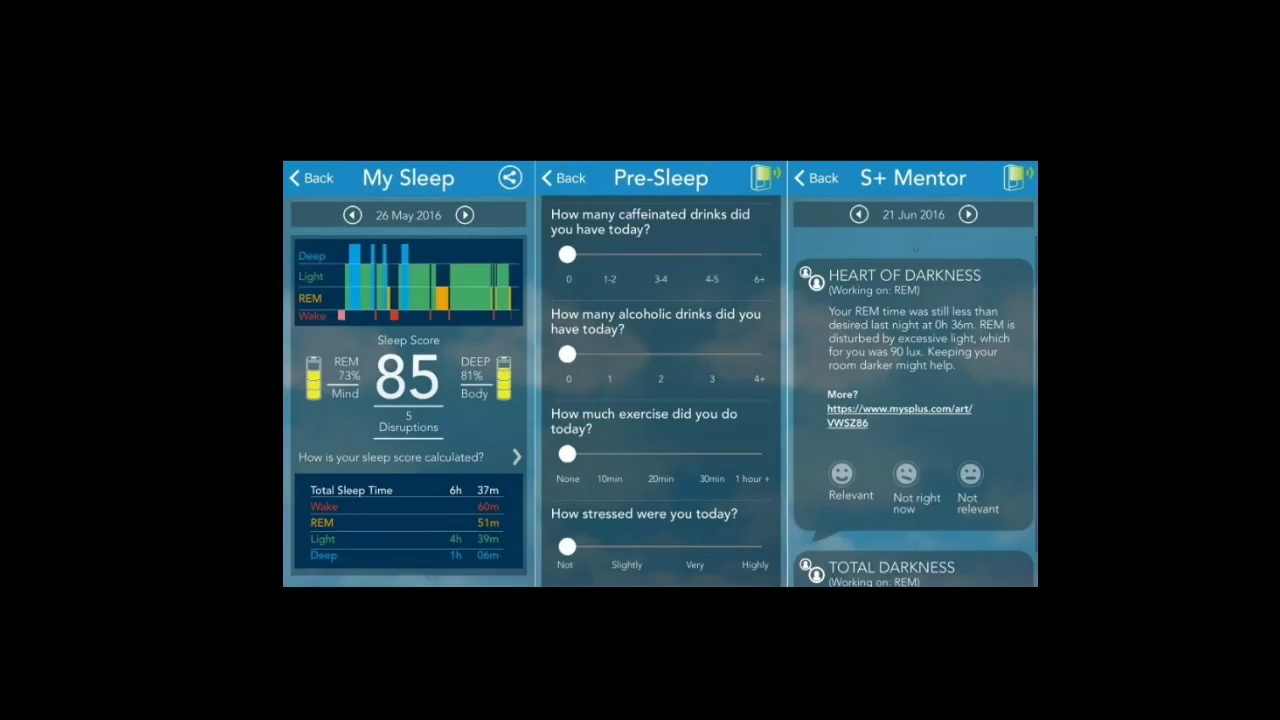 Back
My Sleep
26 May 2016
Deep
Light
REM
Wake
Sleep Score
REM
73%
Mind
85
DEEP
81%
Body
5
Disruptions
How is your sleep score calculated?
Total Sleep Time 6h 37m
Wake 60m
REM 51m
Light 4h 39m
Deep 1h 06m
Back
Pre-Sleep
How many caffeinated drinks did
you have today?
0 1-2 3-4 4-5 6+
How many alcoholic drinks did you
have today?
0 1 2 3 4+
How much exercise did you do
today?
None 10min 20min 30min 1 hour +
How stressed were you today?
Not Slightly Very Highly
Back
S+ Mentor
21 Jun 2016
HEART OF DARKNESS
(Working on: REM)
Your REM time was still less than
desired last night at 0h 36m. REM is
disturbed by excessive light, which
for you was 90 lux. Keeping your
room darker might help.
More?
https://www.mysplus.com/art/
VWSZ86
Relevant
Not right
now
Not
relevant
TOTAL DARKNESS
(Working on: REM)